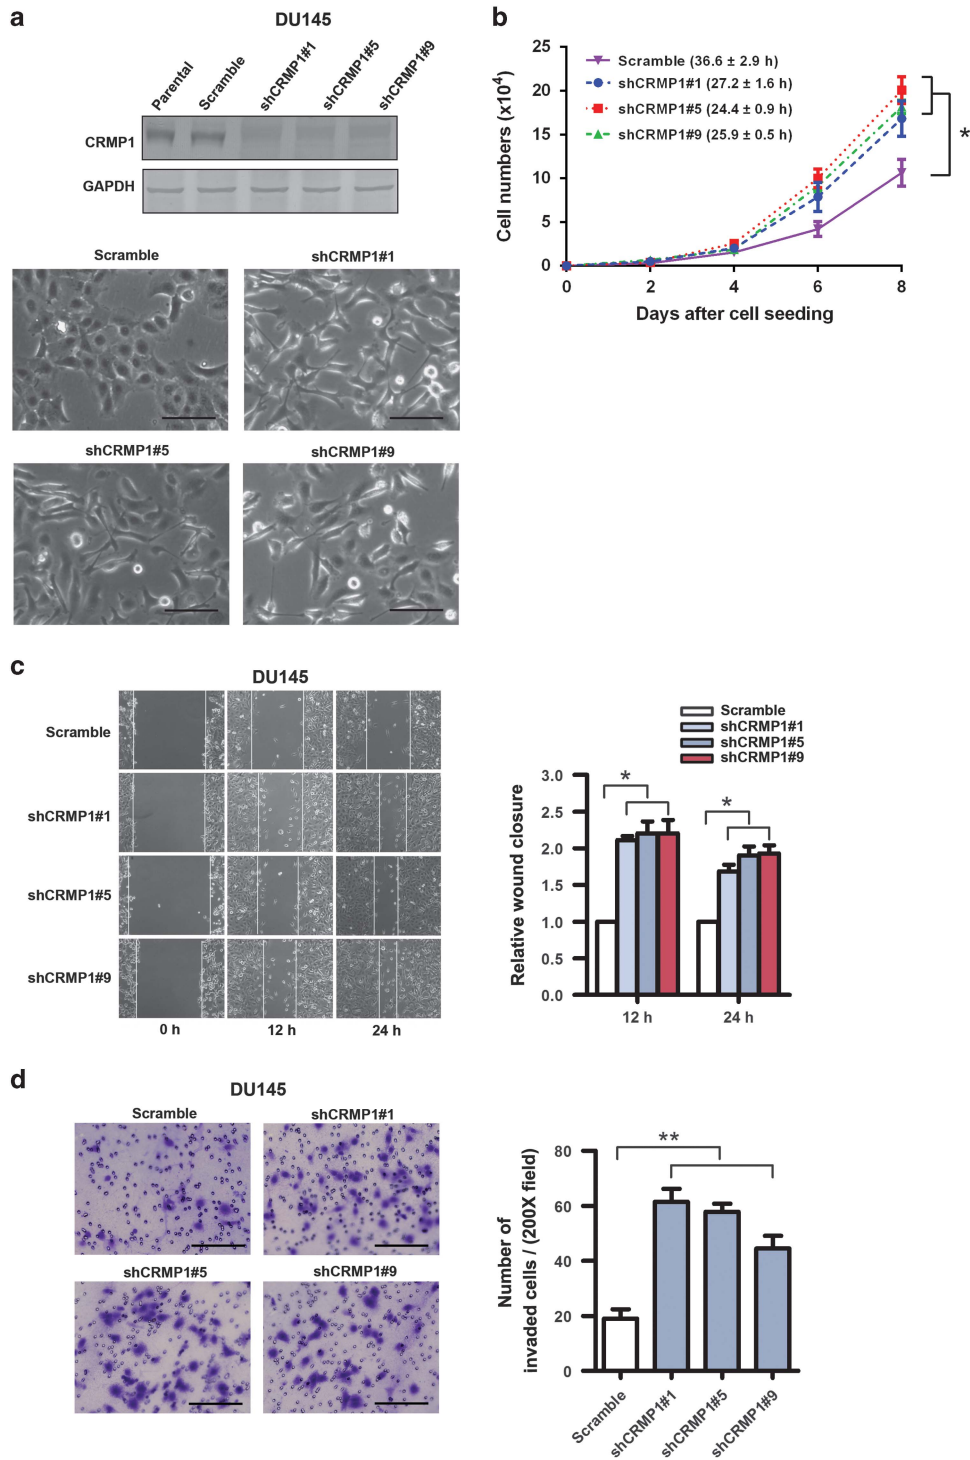 a
DU145
Parental
Scramble
shCRMP1#1
shCRMP1#5
shCRMP1#9
CRMP1
GAPDH
Scramble
shCRMP1#1
shCRMP1#5
shCRMP1#9
b
25
20
15
10
5
0
Cell numbers (x10⁴)
Scramble (36.6 ± 2.9 h)
shCRMP1#1 (27.2 ± 1.6 h)
shCRMP1#5 (24.4 ± 0.9 h)
shCRMP1#9 (25.9 ± 0.5 h)
*
0 2 4 6 8
Days after cell seeding
c
DU145
Scramble
shCRMP1#1
shCRMP1#5
shCRMP1#9
0 h 12 h 24 h
Scramble
shCRMP1#1
shCRMP1#5
shCRMP1#9
Relative wound closure
3.0
2.5
2.0
1.5
1.0
0.5
0.0
* *
12 h 24 h
d
DU145
Scramble
shCRMP1#1
shCRMP1#5
shCRMP1#9
Number of
invaded cells / (200X field)
80
60
40
20
0
**
Scramble
shCRMP1#1
shCRMP1#5
shCRMP1#9